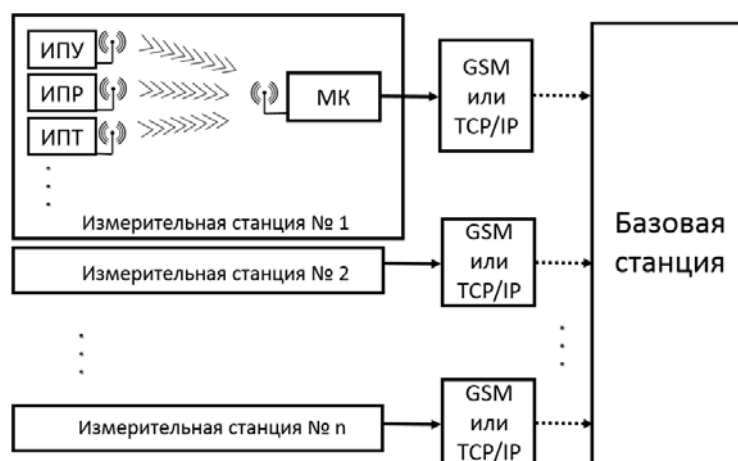 ИПУ
ИПР
ИПТ
МК
GSM
или
TCP/IP
Измерительная станция № 1
Измерительная станция № 2
GSM
или
TCP/IP
Базовая
станция
Измерительная станция № n
GSM
или
TCP/IP